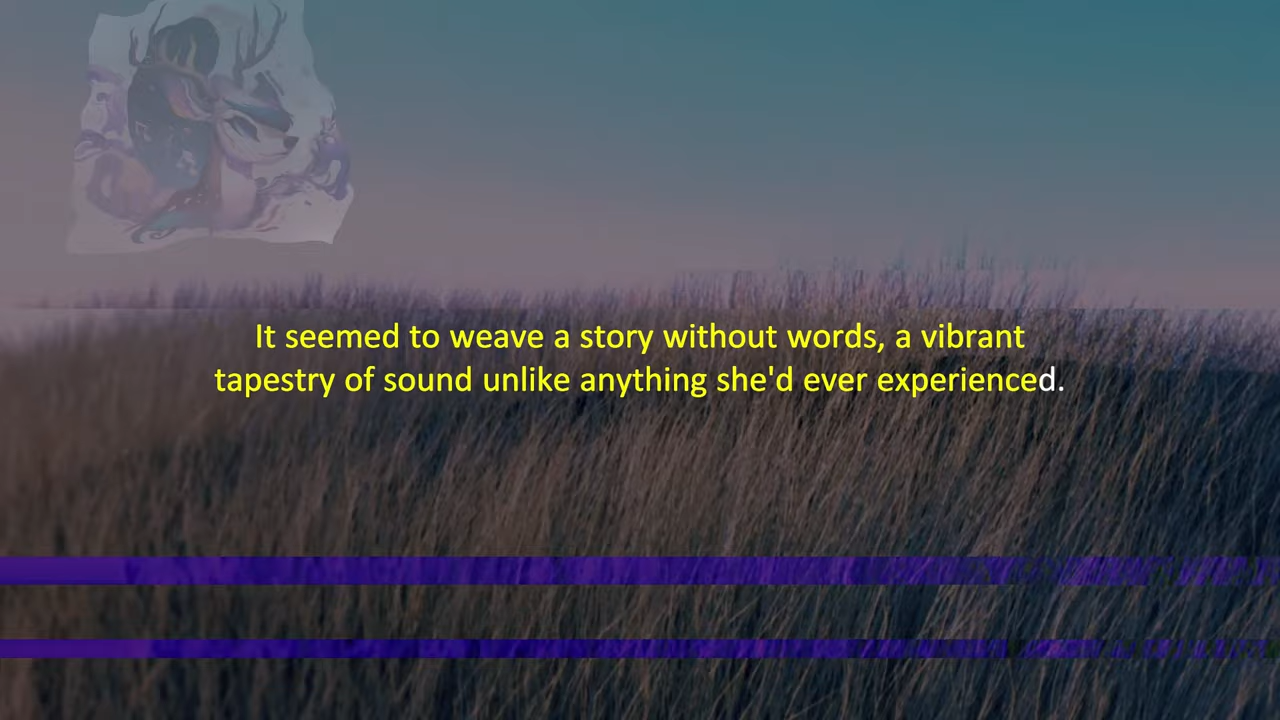 It seemed to weave a story without words, a vibrant
tapestry of sound unlike anything she'd ever experienced.